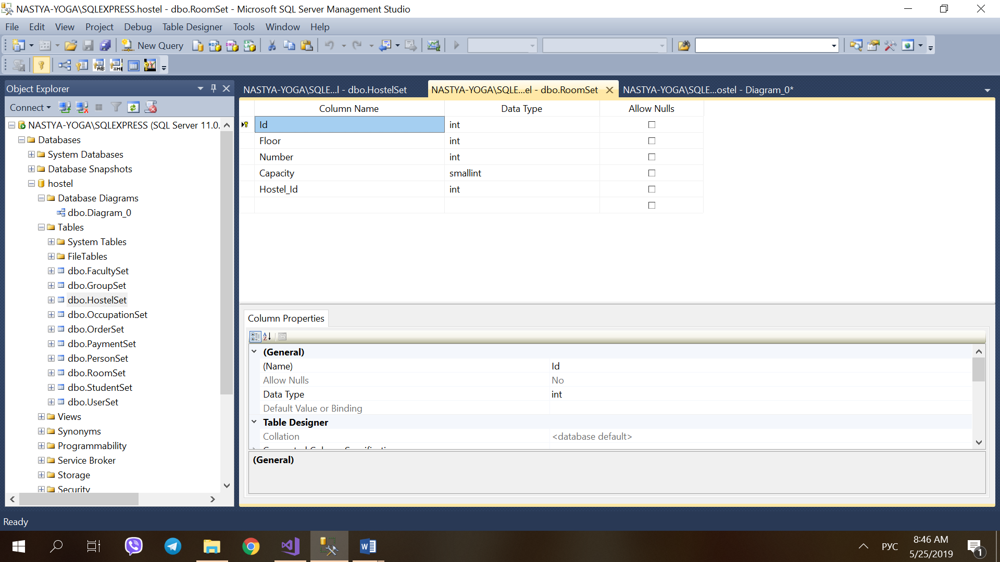 NASTYA-YOGA\SQLEXPRESS.hostel - dbo.RoomSet - Microsoft SQL Server Management Studio
File Edit View Project Debug Table Designer Tools Window Help
New Query
Object Explorer
Connect
NASTYA-YOGA\SQLEXPRESS (SQL Server 11.0.
Databases
System Databases
Database Snapshots
hostel
Database Diagrams
dbo.Diagram_0
Tables
System Tables
FileTables
dbo.FacultySet
dbo.GroupSet
dbo.HostelSet
dbo.OccupationSet
dbo.OrderSet
dbo.PaymentSet
dbo.PersonSet
dbo.RoomSet
dbo.StudentSet
dbo.UserSet
Views
Synonyms
Programmability
Service Broker
Storage
Security
NASTYA-YOGA\SQLE...l - dbo.HostelSet
NASTYA-YOGA\SQLE...el - dbo.RoomSet
NASTYA-YOGA\SQLE...ostel - Diagram_0*
Column Name Data Type Allow Nulls
Id int
Floor int
Number int
Capacity smallint
Hostel_Id int
Column Properties
(General)
(Name) Id
Allow Nulls No
Data Type int
Default Value or Binding
Table Designer
Collation <database default>
(General)
Ready
РУС
8:46 AM
5/25/2019
1